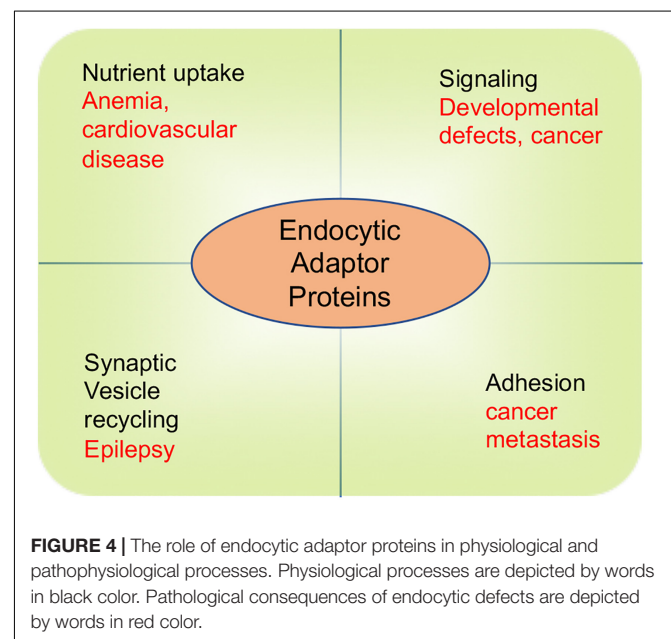 Nutrient uptake
Anemia,
cardiovascular
disease
Signaling
Developmental
defects, cancer
Endocytic
Adaptor
Proteins
Synaptic
Vesicle
recycling
Epilepsy
Adhesion
cancer
metastasis
FIGURE 4 | The role of endocytic adaptor proteins in physiological and
pathophysiological processes. Physiological processes are depicted by words
in black color. Pathological consequences of endocytic defects are depicted
by words in red color.